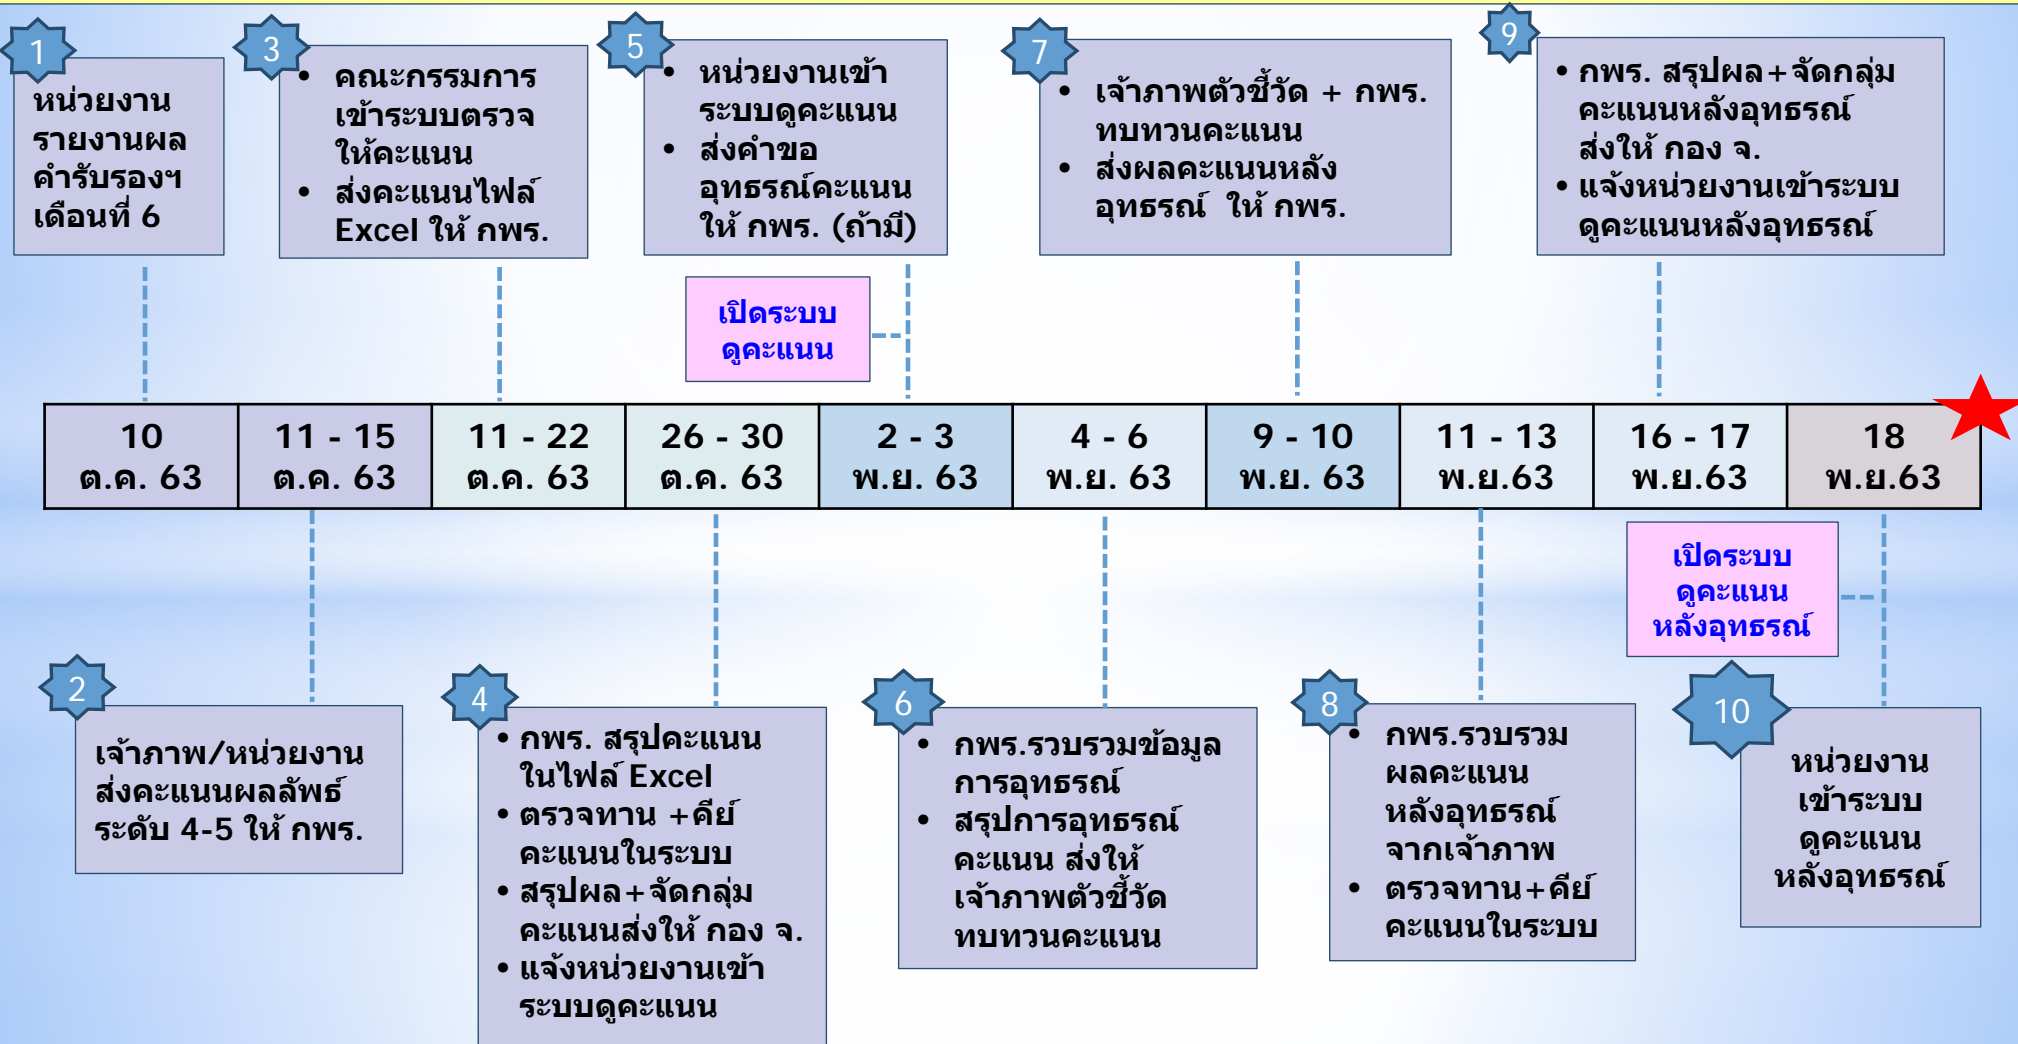 1
หน่วยงาน
รายงานผล
คำรับรองฯ
เดือนที่ 6
3
• คณะกรรมการ
เข้าระบบตรวจ
ให้คะแนน
• ส่งคะแนนไฟล์
Excel ให้ กพร.
5
• หน่วยงานเข้า
ระบบดูคะแนน
• ส่งคำขอ
อุทธรณ์คะแนน
ให้ กพร. (ถ้ามี)
7
• เจ้าภาพตัวชี้วัด + กพร.
ทบทวนคะแนน
• ส่งผลคะแนนหลัง
อุทธรณ์ ให้ กพร.
9
• กพร. สรุปผล+จัดกลุ่ม
คะแนนหลังอุทธรณ์
ส่งให้ กอง จ.
• แจ้งหน่วยงานเข้าระบบ
ดูคะแนนหลังอุทธรณ์
เปิดระบบ
ดูคะแนน
10
ต.ค. 63
11 - 15
ต.ค. 63
11 - 22
ต.ค. 63
26 - 30
ต.ค. 63
2 - 3
พ.ย. 63
4 - 6
พ.ย. 63
9 - 10
พ.ย. 63
11 - 13
พ.ย.63
16 - 17
พ.ย.63
18
พ.ย.63
เปิดระบบ
ดูคะแนน
หลังอุทธรณ์
2
เจ้าภาพ/หน่วยงาน
ส่งคะแนนผลลัพธ์
ระดับ 4-5 ให้ กพร.
4
• กพร. สรุปคะแนน
ในไฟล์ Excel
• ตรวจทาน +คีย์
คะแนนในระบบ
• สรุปผล+จัดกลุ่ม
คะแนนส่งให้ กอง จ.
• แจ้งหน่วยงานเข้า
ระบบดูคะแนน
6
• กพร.รวบรวมข้อมูล
การอุทธรณ์
• สรุปการอุทธรณ์
คะแนน ส่งให้
เจ้าภาพตัวชี้วัด
ทบทวนคะแนน
8
• กพร.รวบรวม
ผลคะแนน
หลังอุทธรณ์
จากเจ้าภาพ
• ตรวจทาน+คีย์
คะแนนในระบบ
10
หน่วยงาน
เข้าระบบ
ดูคะแนน
หลังอุทธรณ์